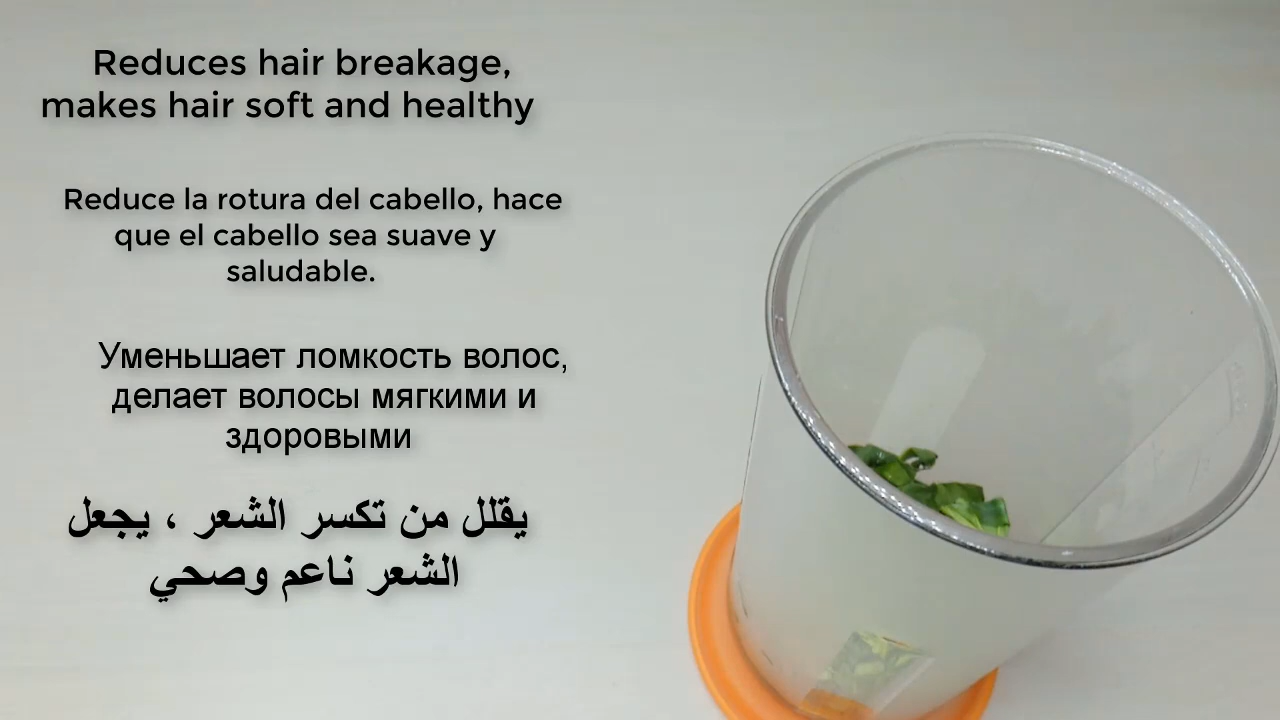 Reduces hair breakage,
makes hair soft and healthy
Reduce la rotura del cabello, hace
que el cabello sea suave y
saludable.
Уменьшает ломкость волос,
делает волосы мягкими и
здоровыми
يقلل من تكسر الشعر ، يجعل
الشعر ناعم وصحي